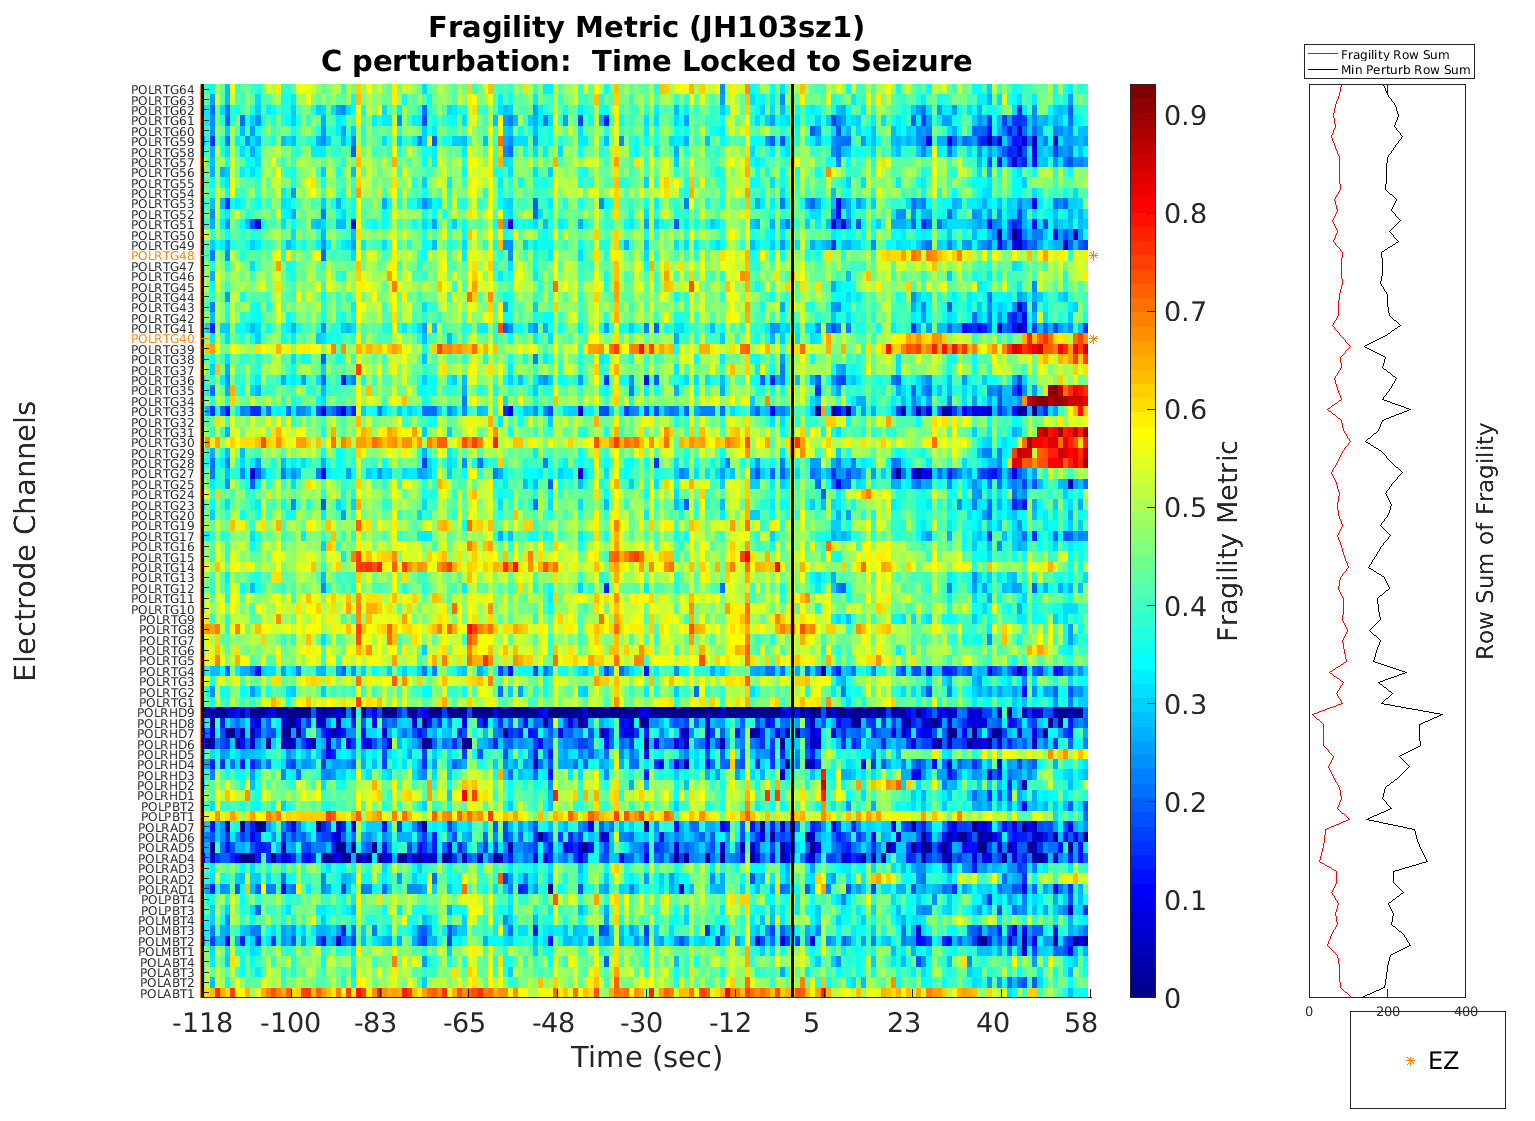 Fragility Metric (JH103sz1)
C perturbation:  Time Locked to Seizure
Electrode Channels
POLRTG64
POLRTG63
POLRTG62
POLRTG61
POLRTG60
POLRTG59
POLRTG58
POLRTG57
POLRTG56
POLRTG55
POLRTG54
POLRTG53
POLRTG52
POLRTG51
POLRTG50
POLRTG49
POLRTG48
POLRTG47
POLRTG46
POLRTG45
POLRTG44
POLRTG43
POLRTG42
POLRTG41
POLRTG40
POLRTG39
POLRTG38
POLRTG37
POLRTG36
POLRTG35
POLRTG34
POLRTG33
POLRTG32
POLRTG31
POLRTG30
POLRTG29
POLRTG28
POLRTG27
POLRTG25
POLRTG24
POLRTG23
POLRTG20
POLRTG19
POLRTG17
POLRTG16
POLRTG15
POLRTG14
POLRTG13
POLRTG12
POLRTG11
POLRTG10
POLRTG9
POLRTG8
POLRTG7
POLRTG6
POLRTG5
POLRTG4
POLRTG3
POLRTG2
POLRTG1
POLRHD9
POLRHD8
POLRHD7
POLRHD6
POLRHD5
POLRHD4
POLRHD3
POLRHD2
POLRHD1
POLPBT2
POLPBT1
POLRAD7
POLRAD6
POLRAD5
POLRAD4
POLRAD3
POLRAD2
POLRAD1
POLPBT4
POLPBT3
POLMBT4
POLMBT3
POLMBT2
POLMBT1
POLABT4
POLABT3
POLABT2
POLABT1
-118 -100 -83 -65 -48 -30 -12 5 23 40 58
Time (sec)
0.9
0.8
0.7
0.6
0.5
0.4
0.3
0.2
0.1
0
Fragility Metric
Fragility Row Sum
Min Perturb Row Sum
0 200 400
Row Sum of Fragility
EZ